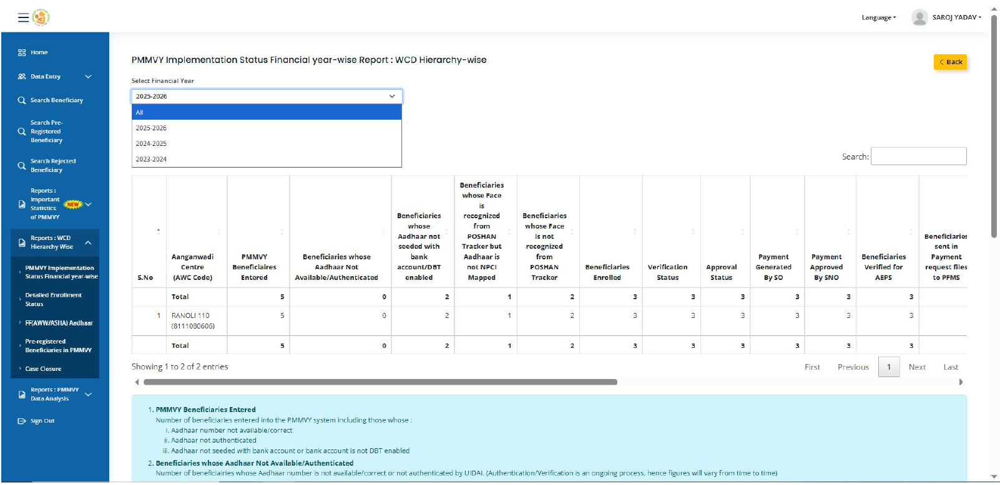 Language
SAROJ YADAV
Home
Data Entry
Search Beneficiary
Search Pre-
Registered
Beneficiary
Search Rejected
Beneficiary
Reports :
Important
Statistics
of PMMVY
NEW
Reports : WCD
Hierarchy Wise
PMMVY Implementation
Status Financial year-wise
Detailed Enrollment
Status
FF(AWW/ASHA) Aadhaar
Pre-registered
Beneficiaries in PMMVY
Case Closure
Reports : PMMVY
Data Analysis
Sign Out
PMMVY Implementation Status Financial year-wise Report : WCD Hierarchy-wise
< Back
Select Financial Year
2025-2026
All
2025-2026
2024-2025
2023-2024
Search:
S.No
Aanganwadi
Centre
(AWC Code)
PMMVY
Beneficiaires
Entered
Beneficiaries whose
Aadhaar Not
Available/Authenticated
Beneficiaries
whose
Aadhaar not
seeded with
bank
account/DBT
enabled
Beneficiaries
whose Face
is
recognized
from
POSHAN
Tracker but
Aadhaar is
not NPCI
Mapped
Beneficiaries
whose Face
is not
recognized
from
POSHAN
Tracker
Beneficiaries
Enrolled
Verification
Status
Approval
Status
Payment
Generated
By SO
Payment
Approved
By SNO
Beneficiaries
Verified for
AEPS
Beneficiaries
sent in
Payment
request files
to PFMS
Total 5 0 2 1 2 3 3 3 3 3 3
1 RANOLI 110 5 0 2 1 2 3 3 3 3 3 3
(8111080606)
Total 5 0 2 1 2 3 3 3 3 3 3
Showing 1 to 2 of 2 entries
First Previous 1 Next Last
1. PMMVY Beneficiaries Entered
Number of beneficiaries entered into the PMMVY system including those whose :
i. Aadhaar number not available/correct
ii. Aadhaar not authenticated
iii. Aadhaar not seeded with bank account or bank account is not DBT enabled
2. Beneficiaries whose Aadhaar Not Available/Authenticated
Number of beneficiairies whose Aadhaar number is not available/correct or not authenticated by UIDAI. (Authentication/Verification is an ongoing process, hence figures will vary from time to time)